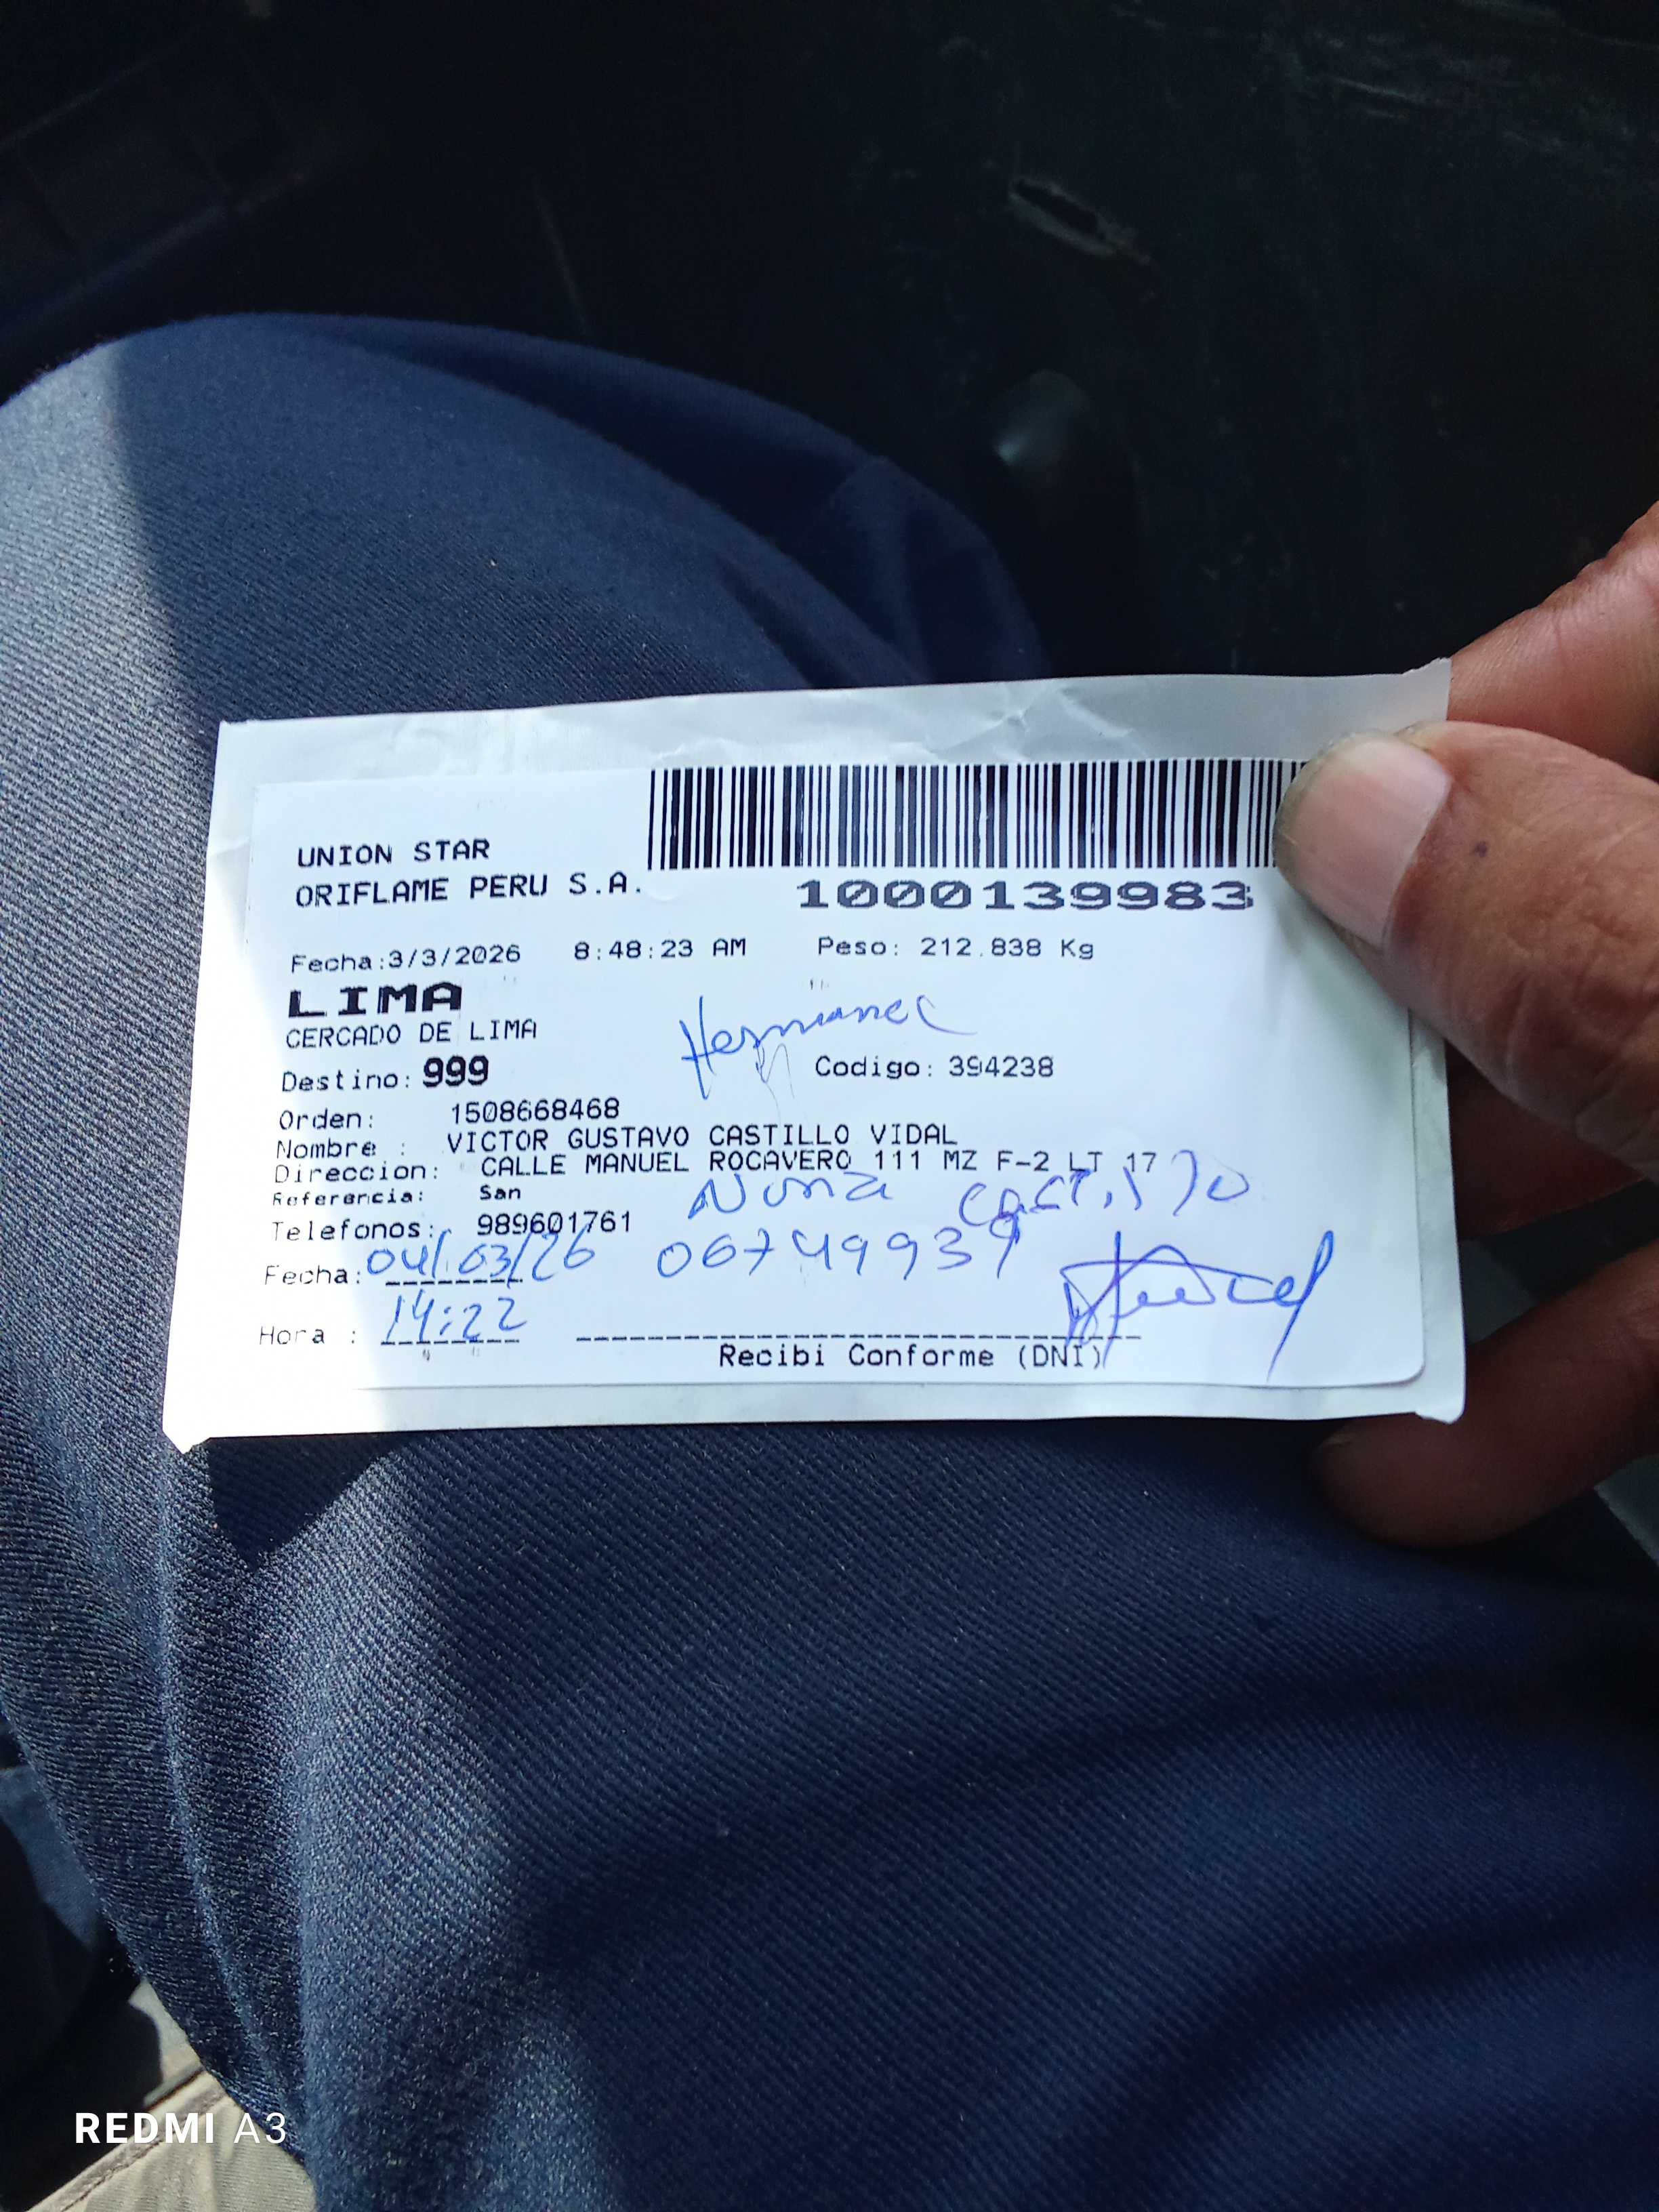 UNION STAR
ORIFLAME PERU S.A.
1000139983
Fecha:3/3/2026 8:48:23 AM Peso: 212.838 Kg
LIMA
CERCADO DE LIMA
Destino: 999 Codigo: 394238
Orden: 1508668468
Nombre : VICTOR GUSTAVO CASTILLO VIDAL
Direccion: CALLE MANUEL ROCAVERO 111 MZ F-2 LT 17
Referencia: San
Castillo
Telefonos: 989601761
Fecha: 04/03/26 06749939
Hora : 14:22
Recibi Conforme (DNI)
REDMI A3